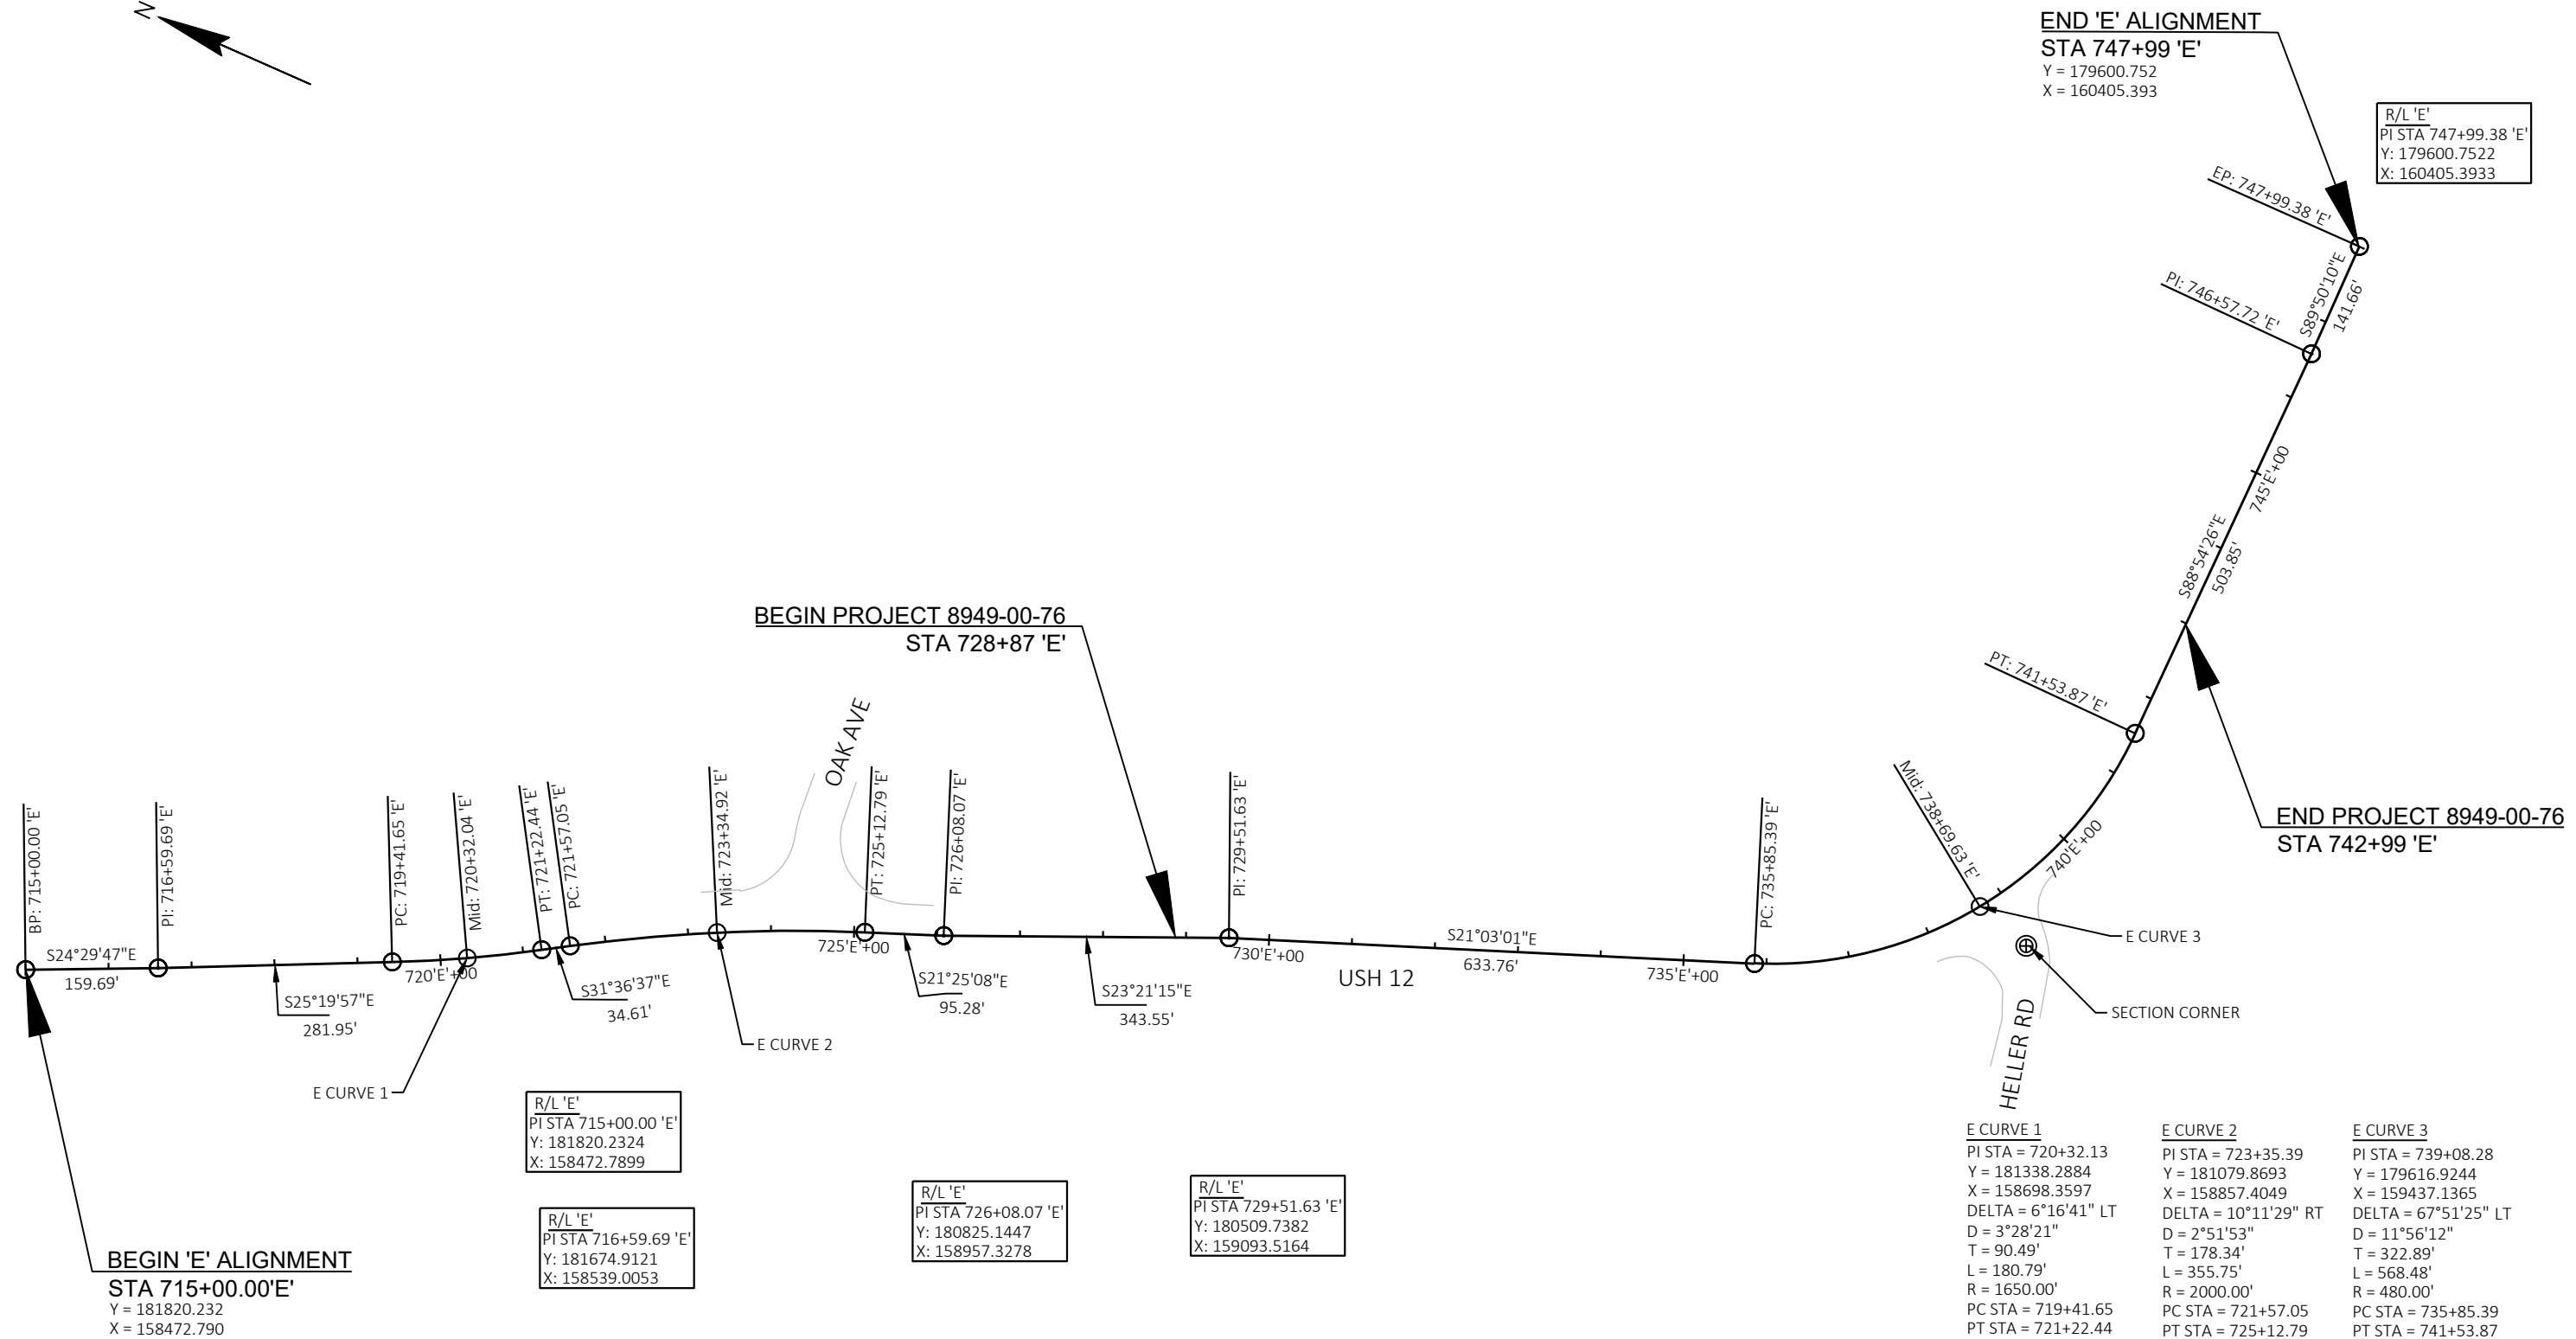 N
END 'E' ALIGNMENT
STA 747+99 'E'
Y = 179600.752
X = 160405.393
R/L 'E'
PI STA 747+99.38 'E'
Y: 179600.7522
X: 160405.3933
EP: 747+99.38 'E'
PI: 746+57.72 'E'
S89°50'10"E
141.66'
745'E'+00
S88°54'26"E
503.85'
BEGIN PROJECT 8949-00-76
STA 728+87 'E'
PT: 741+53.87 'E'
OAK AVE
END PROJECT 8949-00-76
STA 742+99 'E'
Mid: 738+69.63 'E'
740'E'+00
BP: 715+00.00 'E'
PI: 716+59.69 'E'
PC: 719+41.65 'E'
Mid: 720+32.04 'E'
PT: 721+22.44 'E'
PC: 721+57.05 'E'
Mid: 723+34.92 'E'
PT: 725+12.79 'E'
PI: 726+08.07 'E'
PI: 729+51.63 'E'
PC: 735+85.39 'E'
S24°29'47"E
159.69'
S25°19'57"E
281.95'
720'E'+00
S31°36'37"E
34.61'
725'E'+00
S21°25'08"E
95.28'
S23°21'15"E
343.55'
730'E'+00
S21°03'01"E
633.76'
USH 12
735'E'+00
E CURVE 3
SECTION CORNER
HELLER RD
E CURVE 2
E CURVE 1
R/L 'E'
PI STA 715+00.00 'E'
Y: 181820.2324
X: 158472.7899
R/L 'E'
PI STA 716+59.69 'E'
Y: 181674.9121
X: 158539.0053
R/L 'E'
PI STA 726+08.07 'E'
Y: 180825.1447
X: 158957.3278
R/L 'E'
PI STA 729+51.63 'E'
Y: 180509.7382
X: 159093.5164
BEGIN 'E' ALIGNMENT
STA 715+00.00'E'
Y = 181820.232
X = 158472.790
E CURVE 1
PI STA = 720+32.13
Y = 181338.2884
X = 158698.3597
DELTA = 6°16'41" LT
D = 3°28'21"
T = 90.49'
L = 180.79'
R = 1650.00'
PC STA = 719+41.65
PT STA = 721+22.44
E CURVE 2
PI STA = 723+35.39
Y = 181079.8693
X = 158857.4049
DELTA = 10°11'29" RT
D = 2°51'53"
T = 178.34'
L = 355.75'
R = 2000.00'
PC STA = 721+57.05
PT STA = 725+12.79
E CURVE 3
PI STA = 739+08.28
Y = 179616.9244
X = 159437.1365
DELTA = 67°51'25" LT
D = 11°56'12"
T = 322.89'
L = 568.48'
R = 480.00'
PC STA = 735+85.39
PT STA = 741+53.87